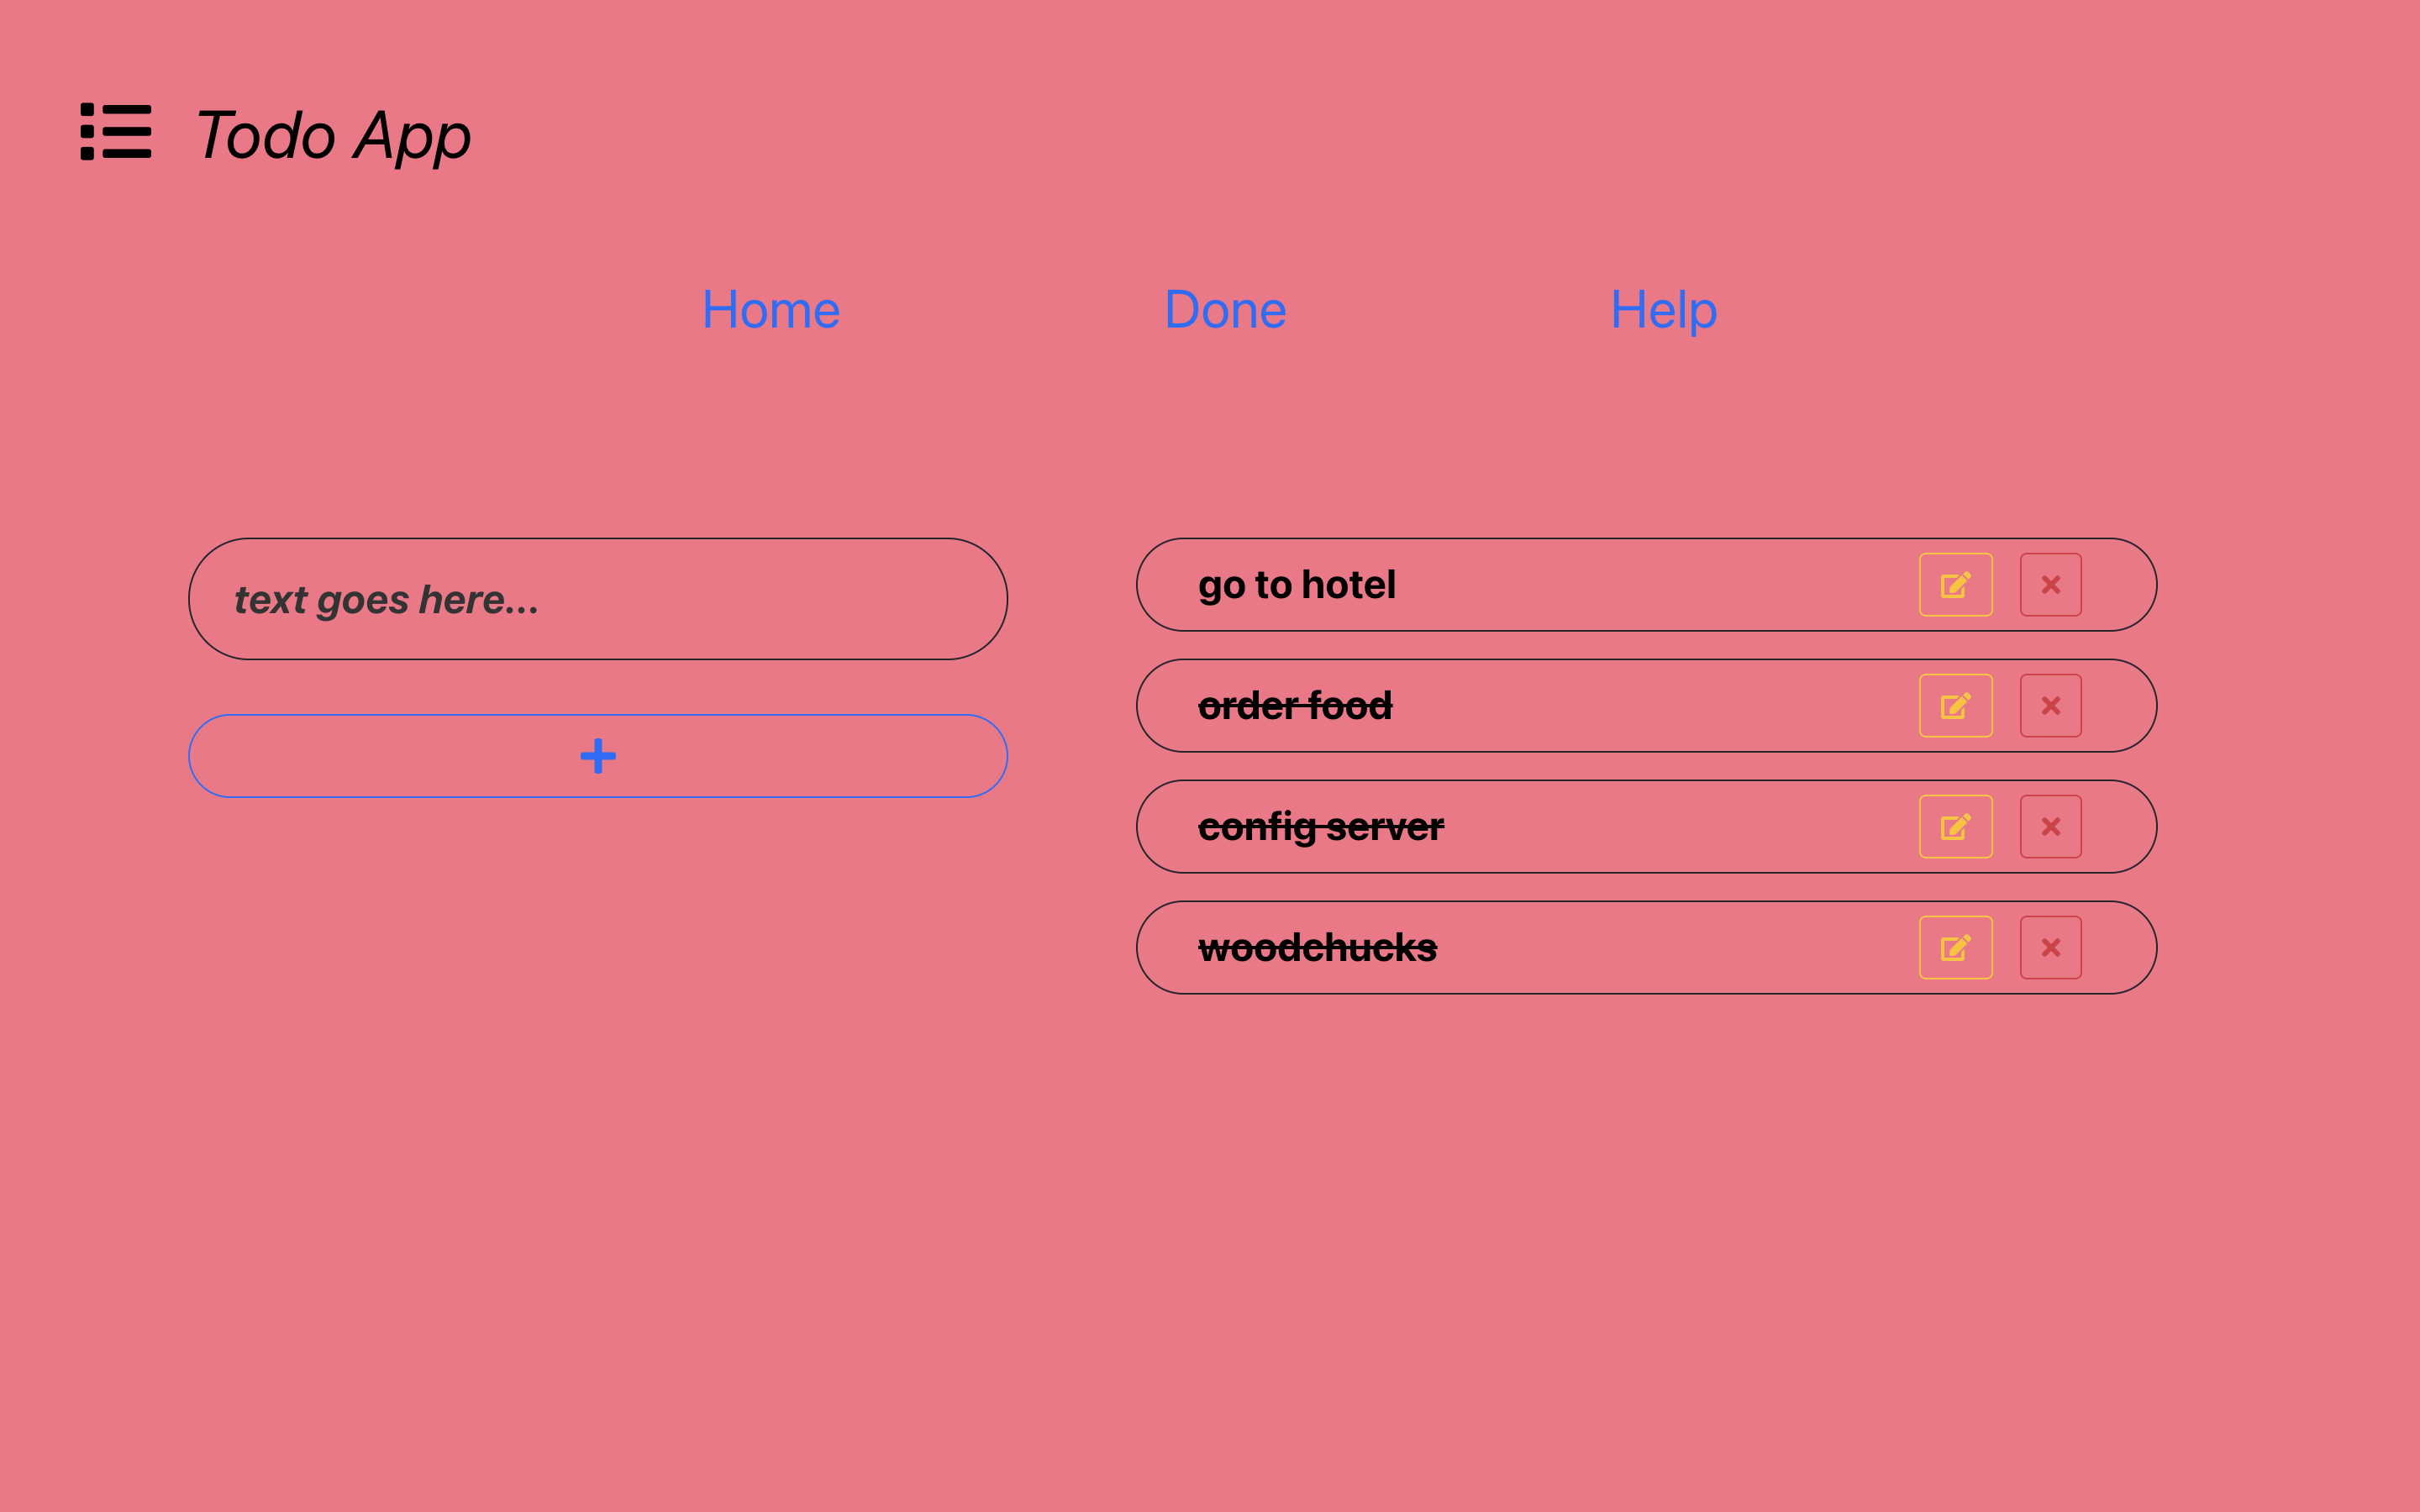 Todo App
Home Done Help
text goes here...
go to hotel
order food
config server
woodchucks